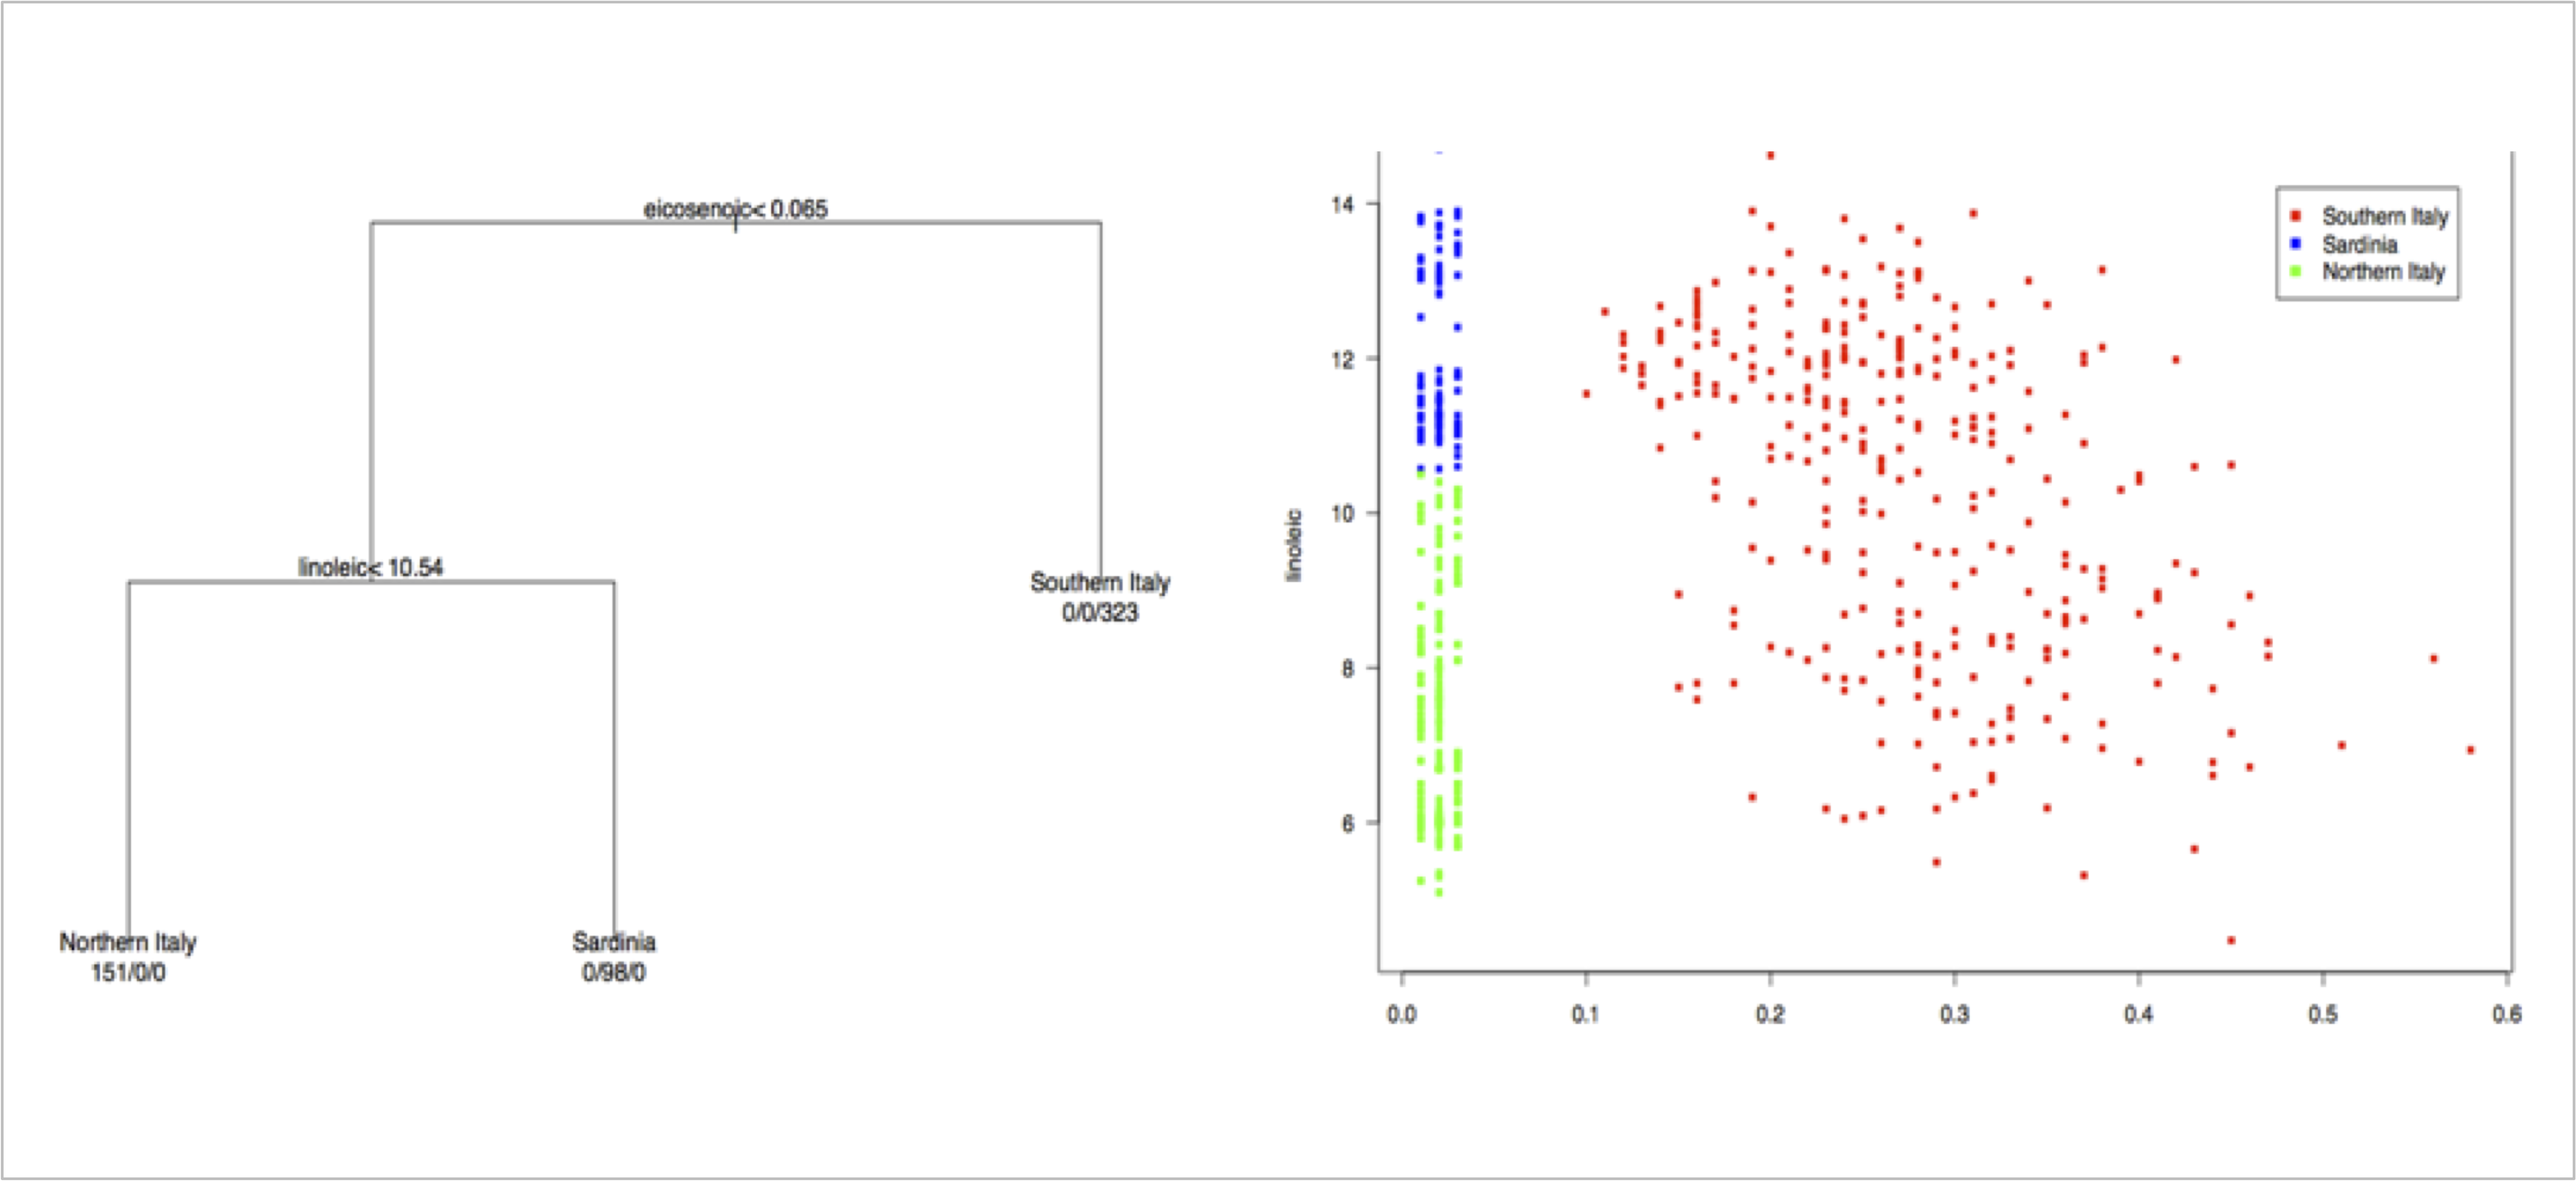 eicosenoic< 0.065
linoleic< 10.54
Southern Italy
0/0/323
Northern Italy
151/0/0
Sardinia
0/98/0
linoleic
14
12
10
8
6
0.0 0.1 0.2 0.3 0.4 0.5 0.6
Southern Italy
Sardinia
Northern Italy